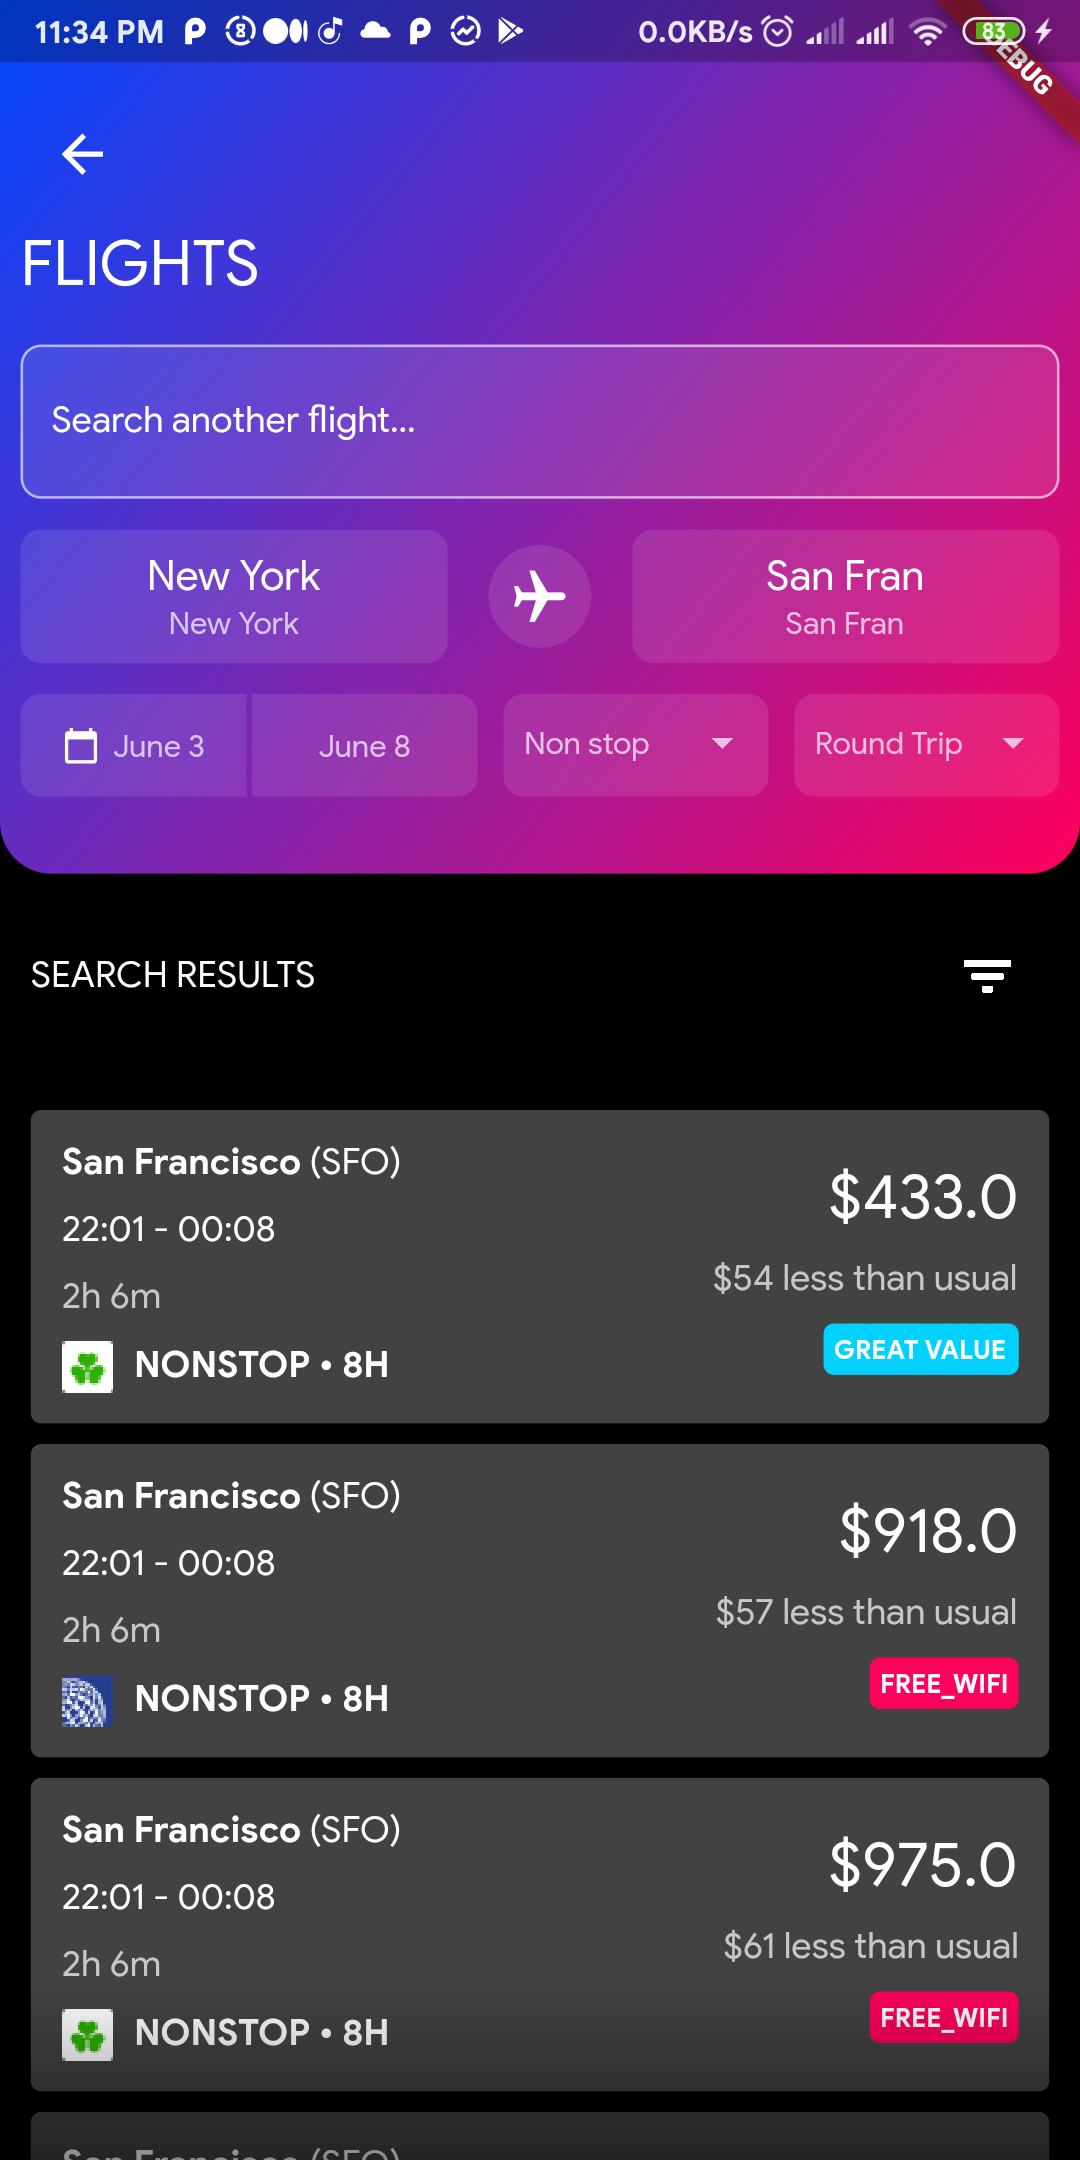 11:34 PM 0.0KB/s 83
DEBUG
FLIGHTS
Search another flight...
New York San Fran
New York San Fran
June 3 June 8 Non stop Round Trip
SEARCH RESULTS
San Francisco (SFO)
$433.0
22:01 - 00:08
$54 less than usual
2h 6m
GREAT VALUE
NONSTOP • 8H
San Francisco (SFO)
$918.0
22:01 - 00:08
$57 less than usual
2h 6m
FREE_WIFI
NONSTOP • 8H
San Francisco (SFO)
$975.0
22:01 - 00:08
$61 less than usual
2h 6m
FREE_WIFI
NONSTOP • 8H
San Francisco (SFO)